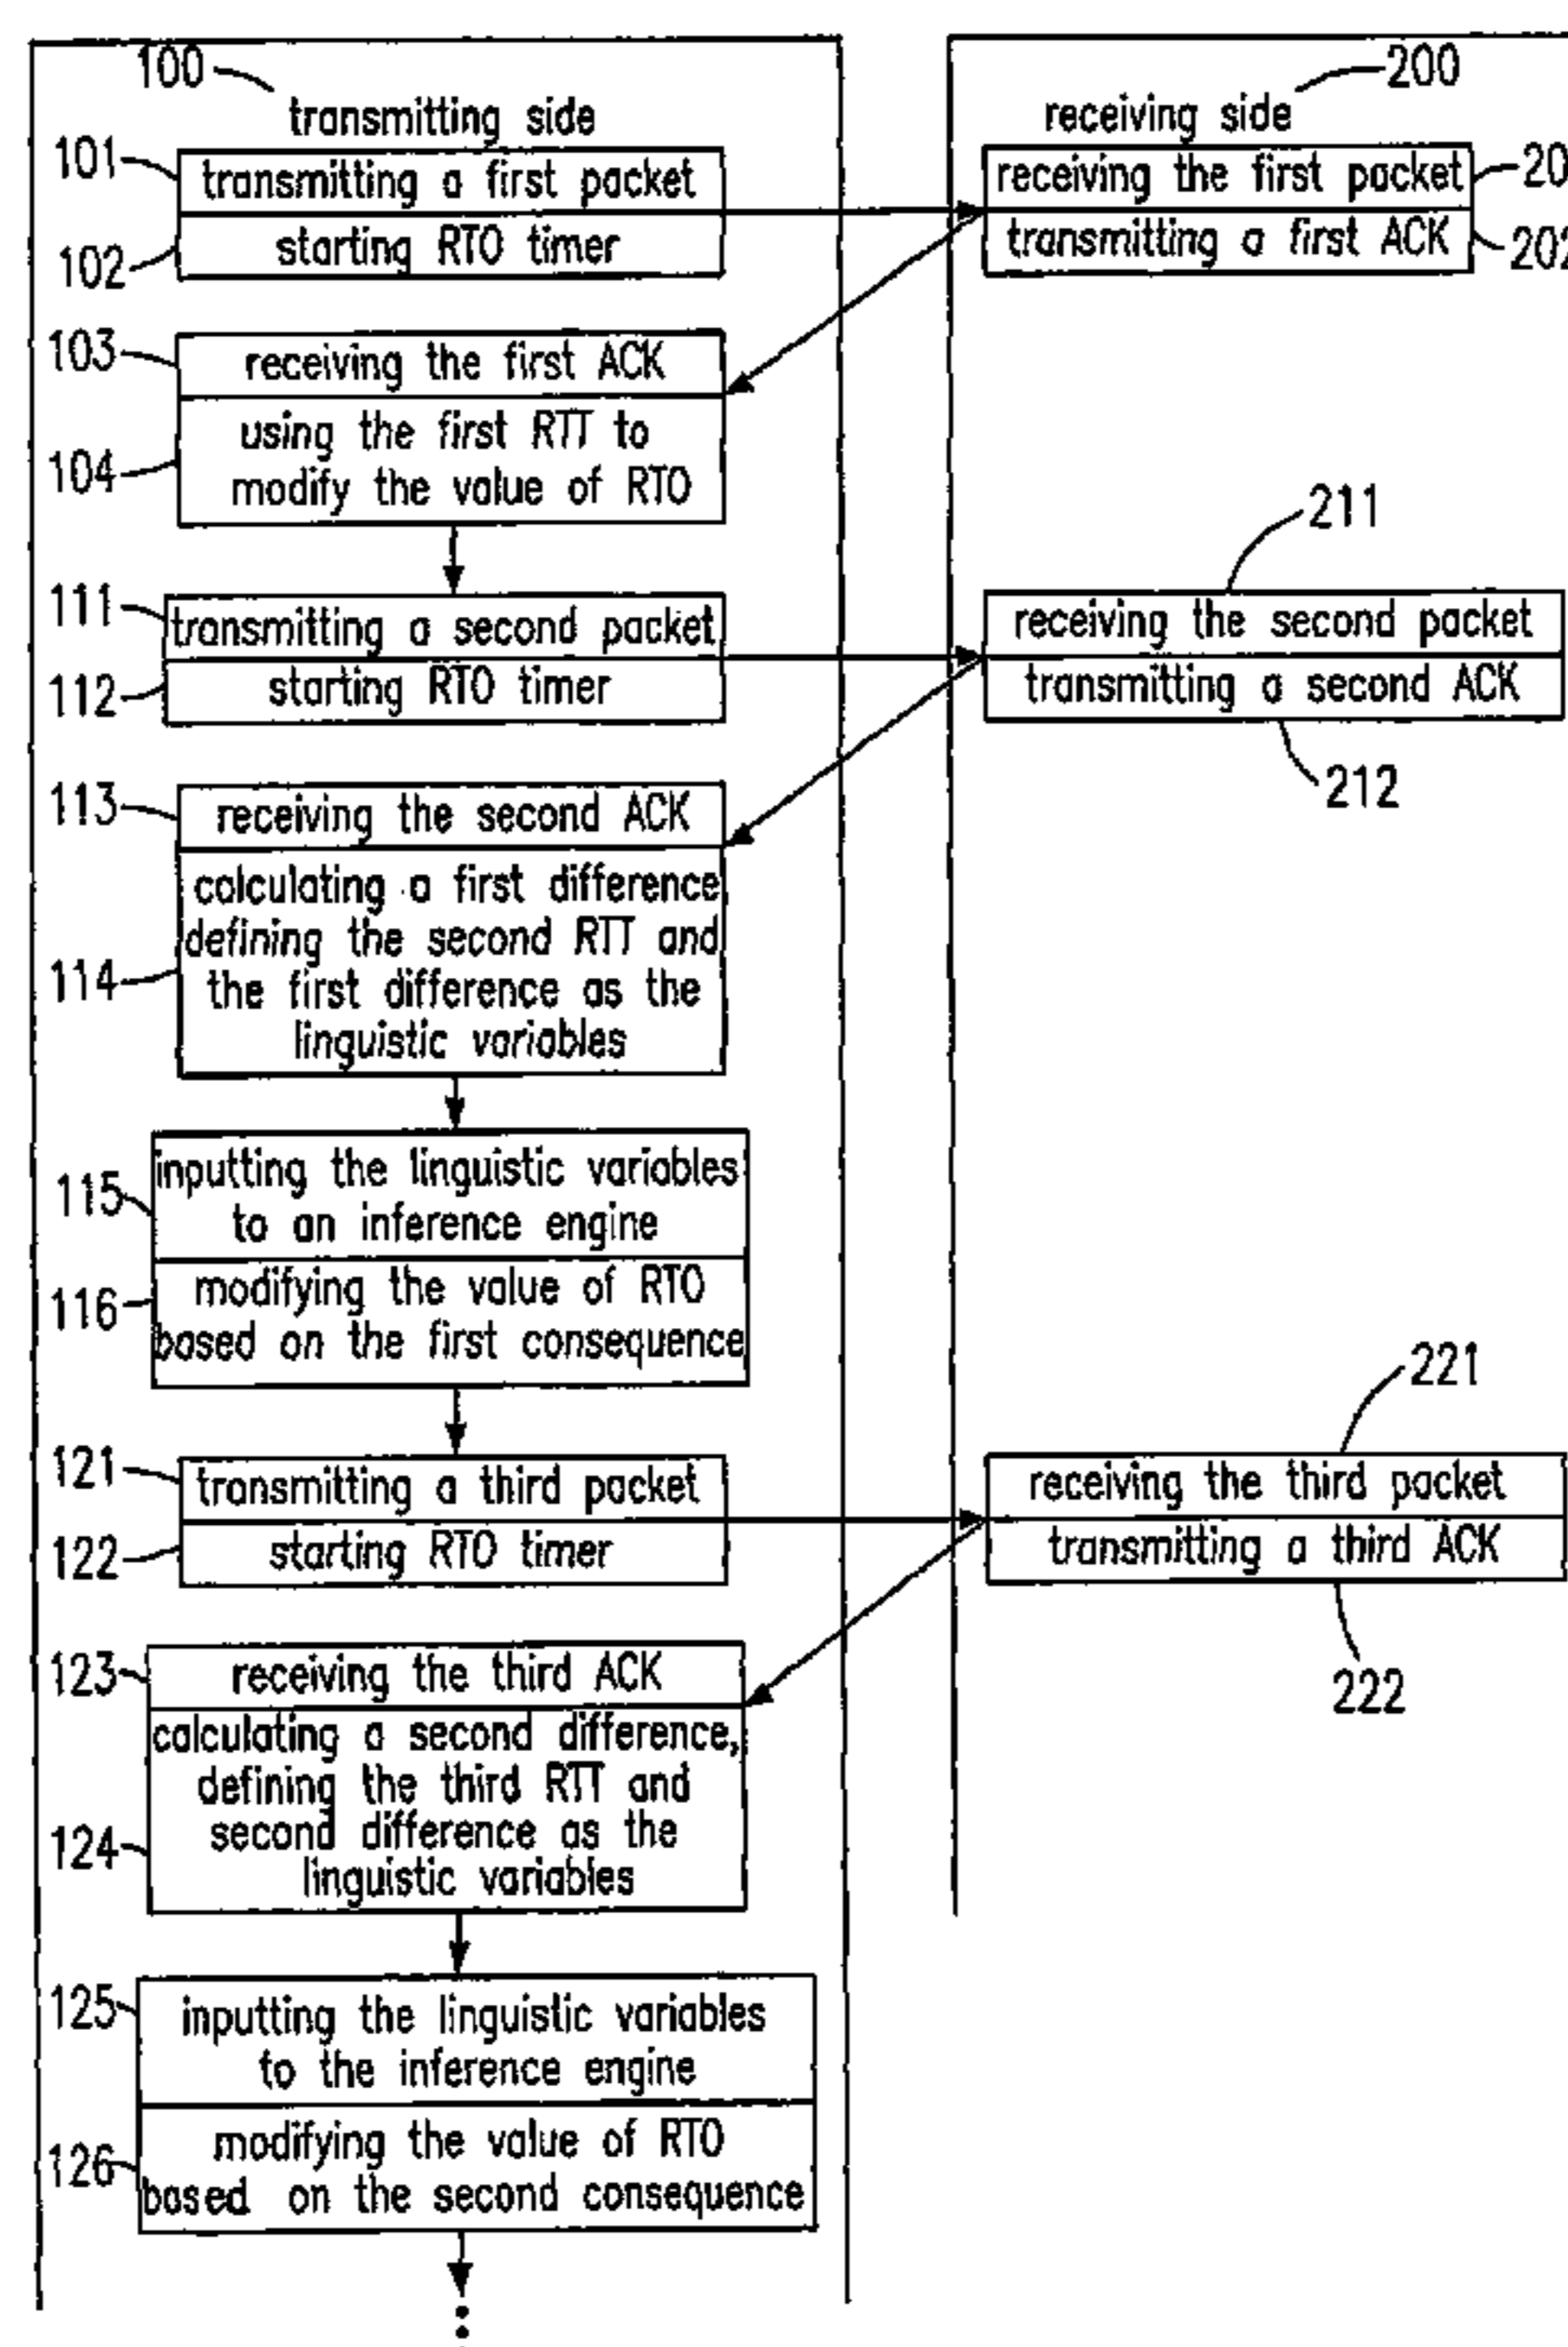 100
transmitting side
101
transmitting a first packet
102
starting RTO timer
103
receiving the first ACK
104
using the first RTT to
modify the value of RTO
111
transmitting a second packet
112
starting RTO timer
113
receiving the second ACK
114
calculating a first difference
defining the second RTT and
the first difference as the
linguistic variables
115
inputting the linguistic variables
to an inference engine
116
modifying the value of RTO
based on the first consequence
121
transmitting a third packet
122
starting RTO timer
123
receiving the third ACK
124
calculating a second difference,
defining the third RTT and
second difference as the
linguistic variables
125
inputting the linguistic variables
to the inference engine
126
modifying the value of RTO
based on the second consequence
200
receiving side
receiving the first packet
20
transmitting a first ACK
202
211
receiving the second packet
transmitting a second ACK
212
221
receiving the third packet
transmitting a third ACK
222